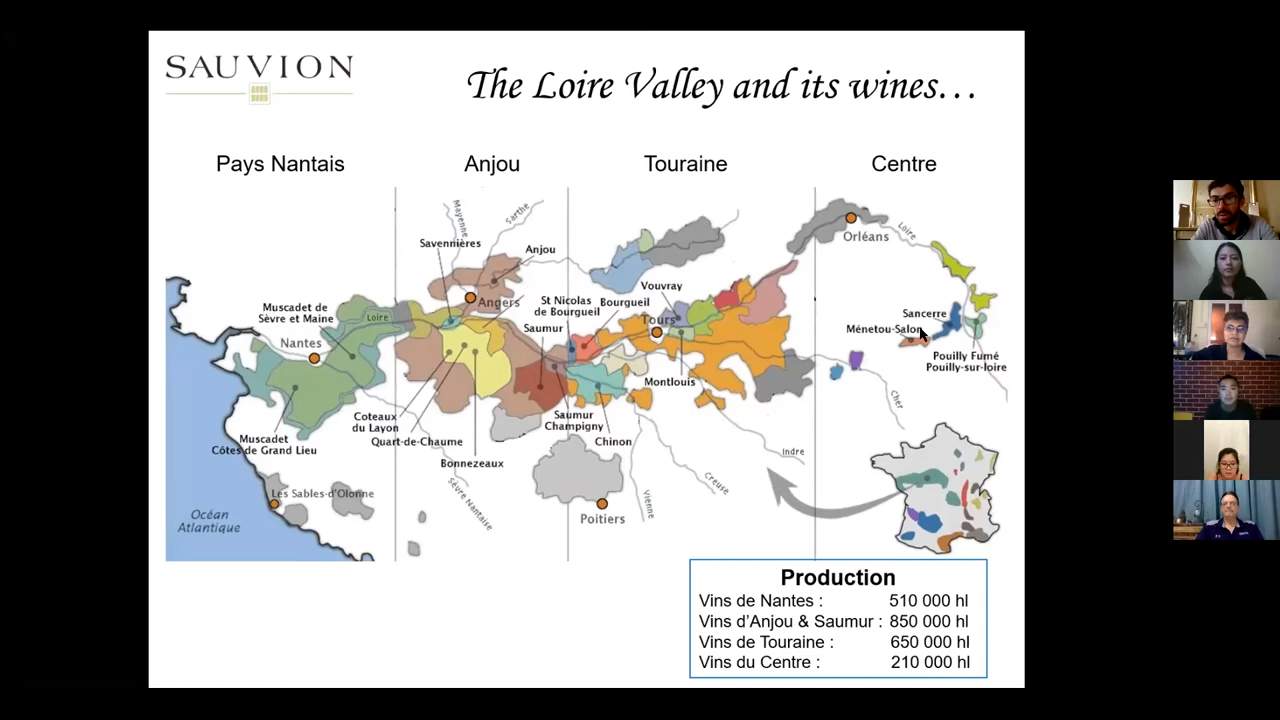 SAUVION
The Loire Valley and its wines...
Pays Nantais
Anjou
Touraine
Centre
Mayenne
Sarthe
Savennières
Anjou
Orléans
Loire
Vouvray
Muscadet de
Sèvre et Maine
Loire
Angers
St Nicolas
de Bourgueil
Bourgueil
Saumur
Tours
Sancerre
Ménetou-Salon
Nantes
Pouilly Fumé
Pouilly-sur-loire
Montlouis
Cher
Coteaux
du Layon
Quart-de-Chaume
Saumur
Champigny
Chinon
Muscadet
Côtes de Grand Lieu
Bonnezeaux
Indre
Creuse
Vienne
Sèvre Nantaise
Les Sables-d'Olonne
Océan
Atlantique
Poitiers
Production
Vins de Nantes : 510 000 hl
Vins d'Anjou & Saumur : 850 000 hl
Vins de Touraine : 650 000 hl
Vins du Centre : 210 000 hl